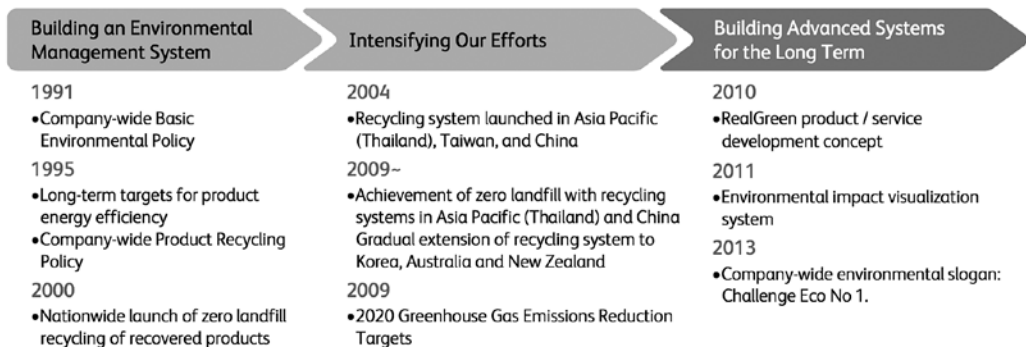 Building an Environmental
Management System
1991
•Company-wide Basic
Environmental Policy
1995
•Long-term targets for product
energy efficiency
•Company-wide Product Recycling
Policy
2000
•Nationwide launch of zero landfill
recycling of recovered products
Intensifying Our Efforts
2004
•Recycling system launched in Asia Pacific
(Thailand), Taiwan, and China
2009~
•Achievement of zero landfill with recycling
systems in Asia Pacific (Thailand) and China
Gradual extension of recycling system to
Korea, Australia and New Zealand
2009
•2020 Greenhouse Gas Emissions Reduction
Targets
Building Advanced Systems
for the Long Term
2010
•RealGreen product / service
development concept
2011
•Environmental impact visualization
system
2013
•Company-wide environmental slogan:
Challenge Eco No 1.